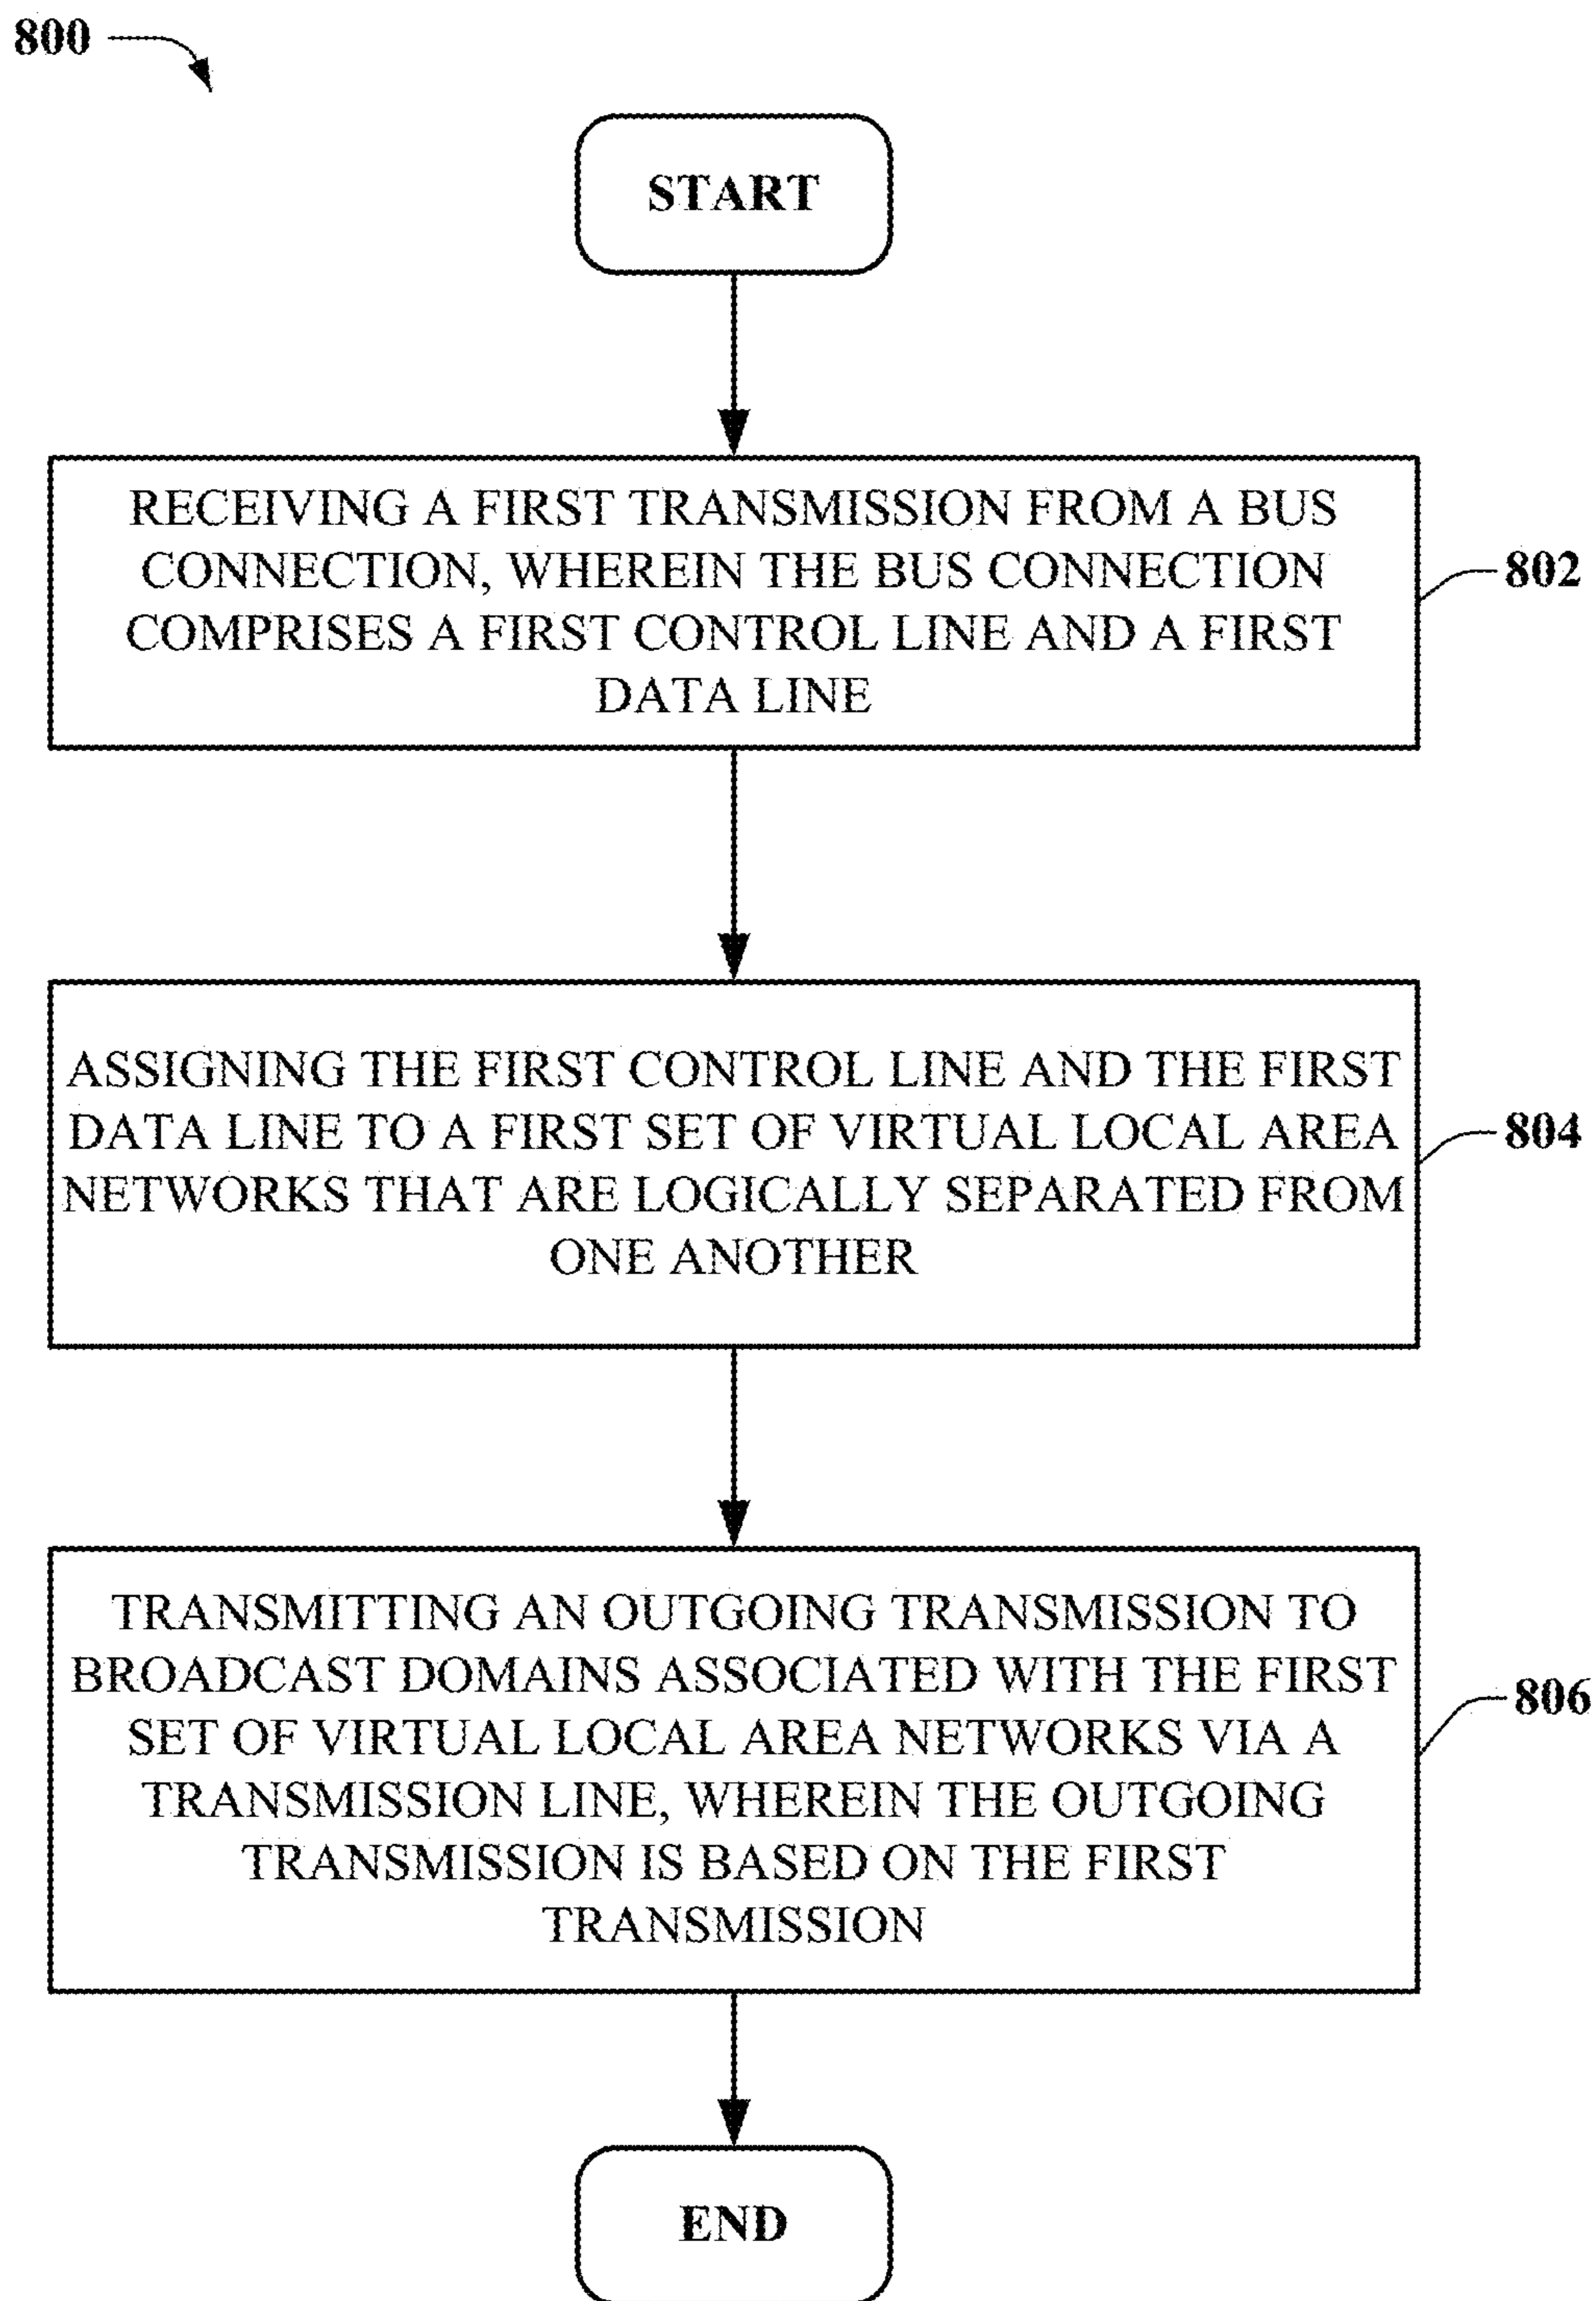 800
START
RECEIVING A FIRST TRANSMISSION FROM A BUS
CONNECTION, WHEREIN THE BUS CONNECTION
COMPRISES A FIRST CONTROL LINE AND A FIRST
DATA LINE
802
ASSIGNING THE FIRST CONTROL LINE AND THE FIRST
DATA LINE TO A FIRST SET OF VIRTUAL LOCAL AREA
NETWORKS THAT ARE LOGICALLY SEPARATED FROM
ONE ANOTHER
804
TRANSMITTING AN OUTGOING TRANSMISSION TO
BROADCAST DOMAINS ASSOCIATED WITH THE FIRST
SET OF VIRTUAL LOCAL AREA NETWORKS VIA A
TRANSMISSION LINE, WHEREIN THE OUTGOING
TRANSMISSION IS BASED ON THE FIRST
TRANSMISSION
806
END